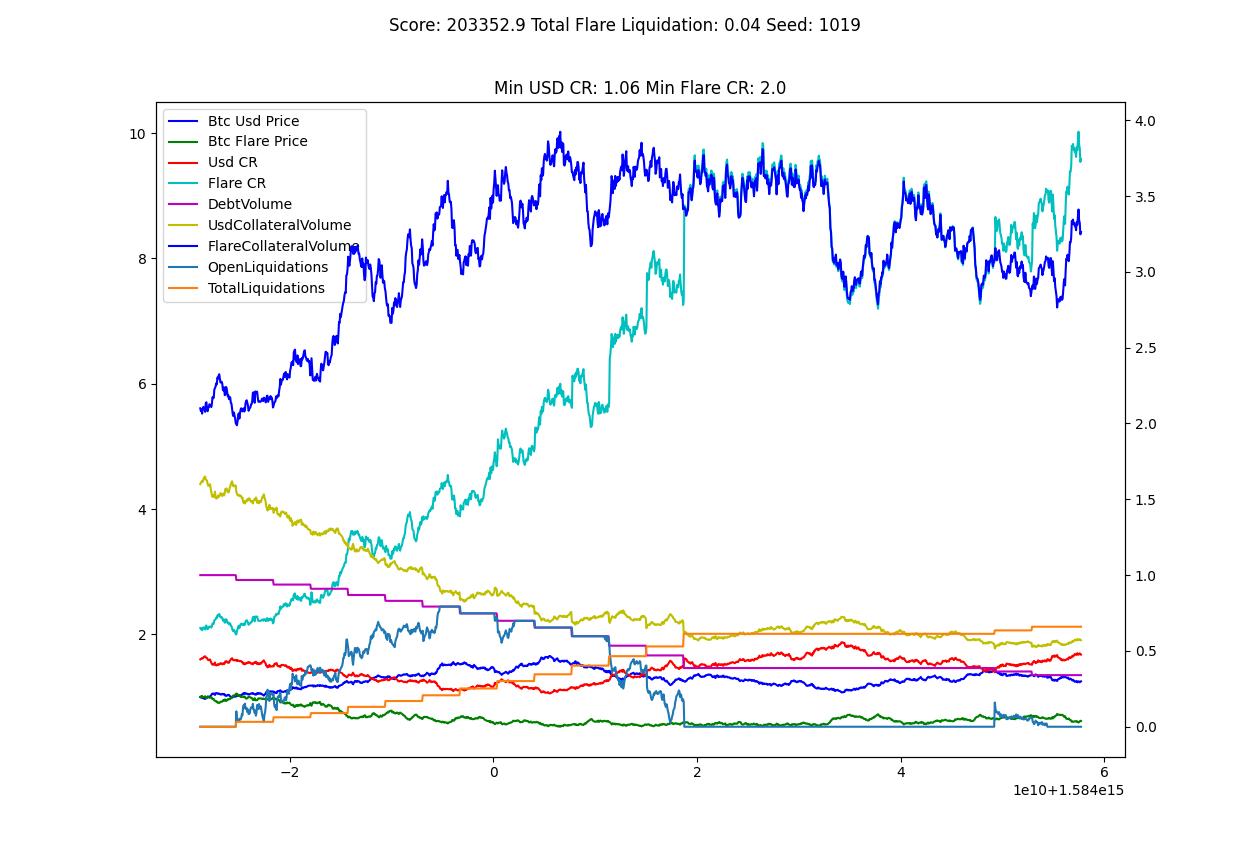 Score: 203352.9 Total Flare Liquidation: 0.04 Seed: 1019
Min USD CR: 1.06 Min Flare CR: 2.0
Btc Usd Price
Btc Flare Price
Usd CR
Flare CR
DebtVolume
UsdCollateralVolume
FlareCollateralVolume
OpenLiquidations
TotalLiquidations
10
8
6
4
2
4.0
3.5
3.0
2.5
2.0
1.5
1.0
0.5
0.0
−2 0 2 4 6
1e10+1.584e15